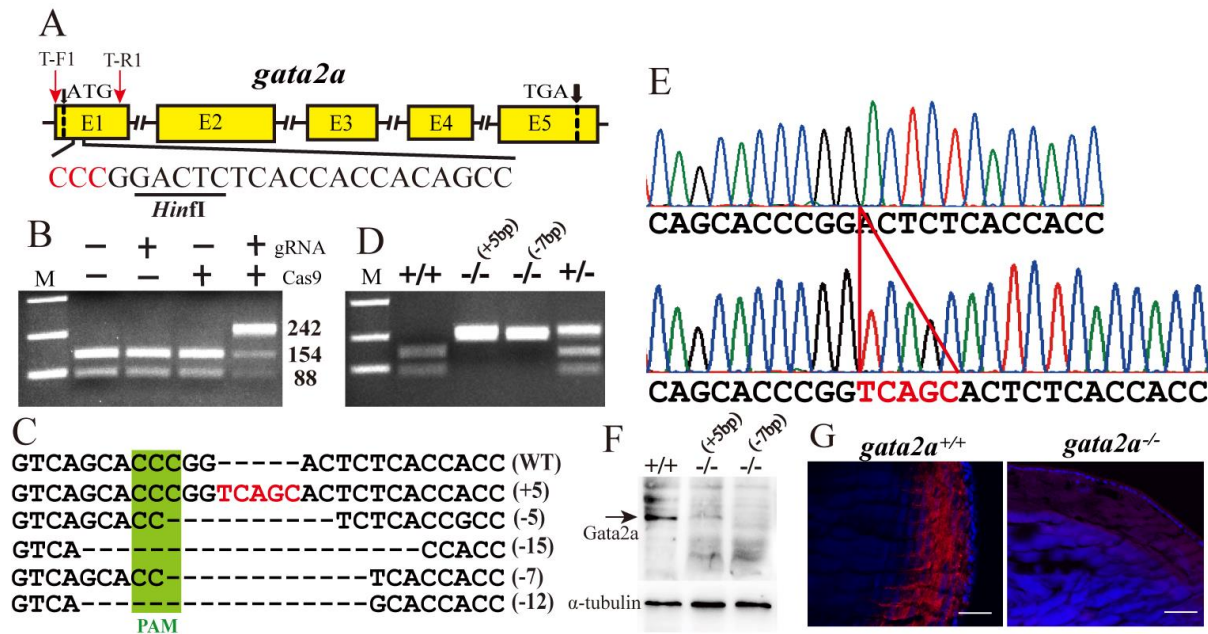 A
T-F1
T-R1
gata2a
ATG
TGA
E1
E2
E3
E4
E5
CCCGGGACTCTCACCACCACAGCC
HinfI
B
– + – + gRNA
M – – + + Cas9
242
154
88
D
(+5bp) (-7bp)
M +/+ -/- -/- +/-
C
GTCAGCACCCGG-----ACTCTCACCACC (WT)
GTCAGCACCCGGTCAGCACTCTCACCACC (+5)
GTCAGCACC----------TCTCACCGCC (-5)
GTCA--------------------CCACC (-15)
GTCAGCACC------------TCACCACC (-7)
GTCA-----------------GCACCACC (-12)
PAM
E
CAGCACCCGGACTCTCACCACC
CAGCACCCGGTCAGCACTCTCACCACC
F
(+5bp) (-7bp)
+/+ -/- -/-
Gata2a
α-tubulin
G
gata2a+/+
gata2a-/-